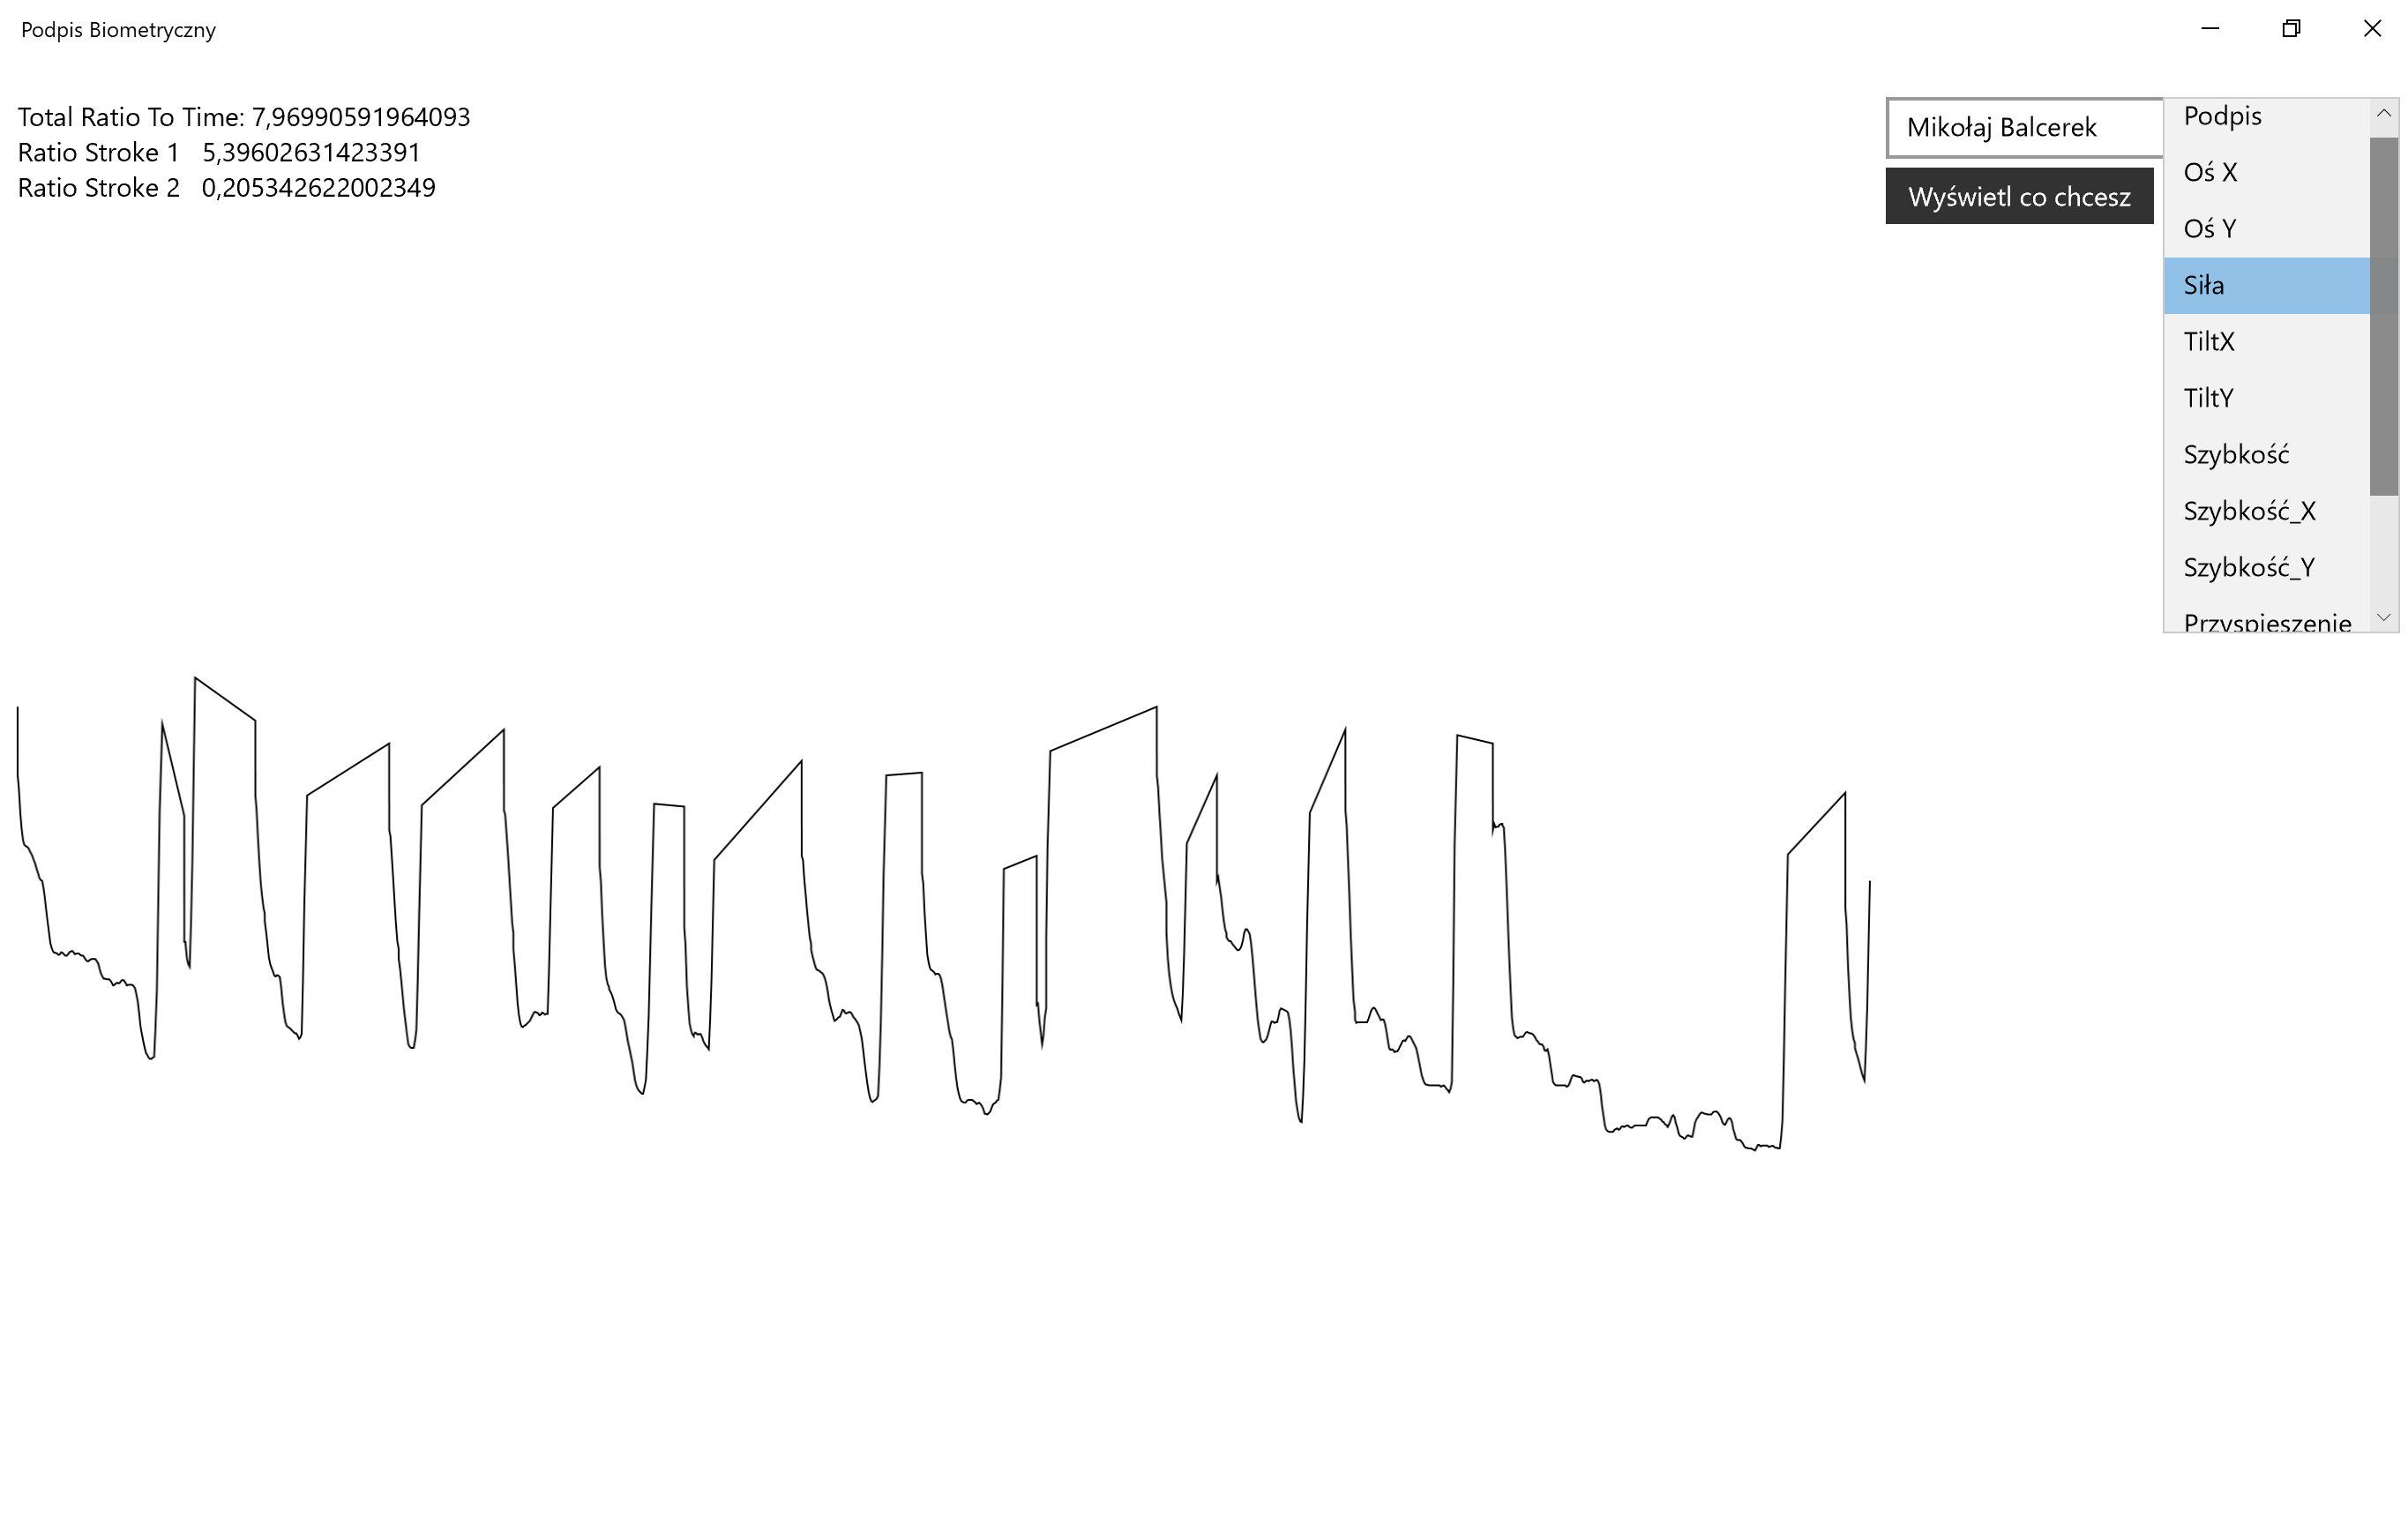 Podpis Biometryczny
Total Ratio To Time: 7,96990591964093
Ratio Stroke 1 5,39602631423391
Ratio Stroke 2 0,205342622002349
Mikołaj Balcerek
Wyświetl co chcesz
Podpis
Oś X
Oś Y
Siła
TiltX
TiltY
Szybkość
Szybkość_X
Szybkość_Y
Przyspieszenie